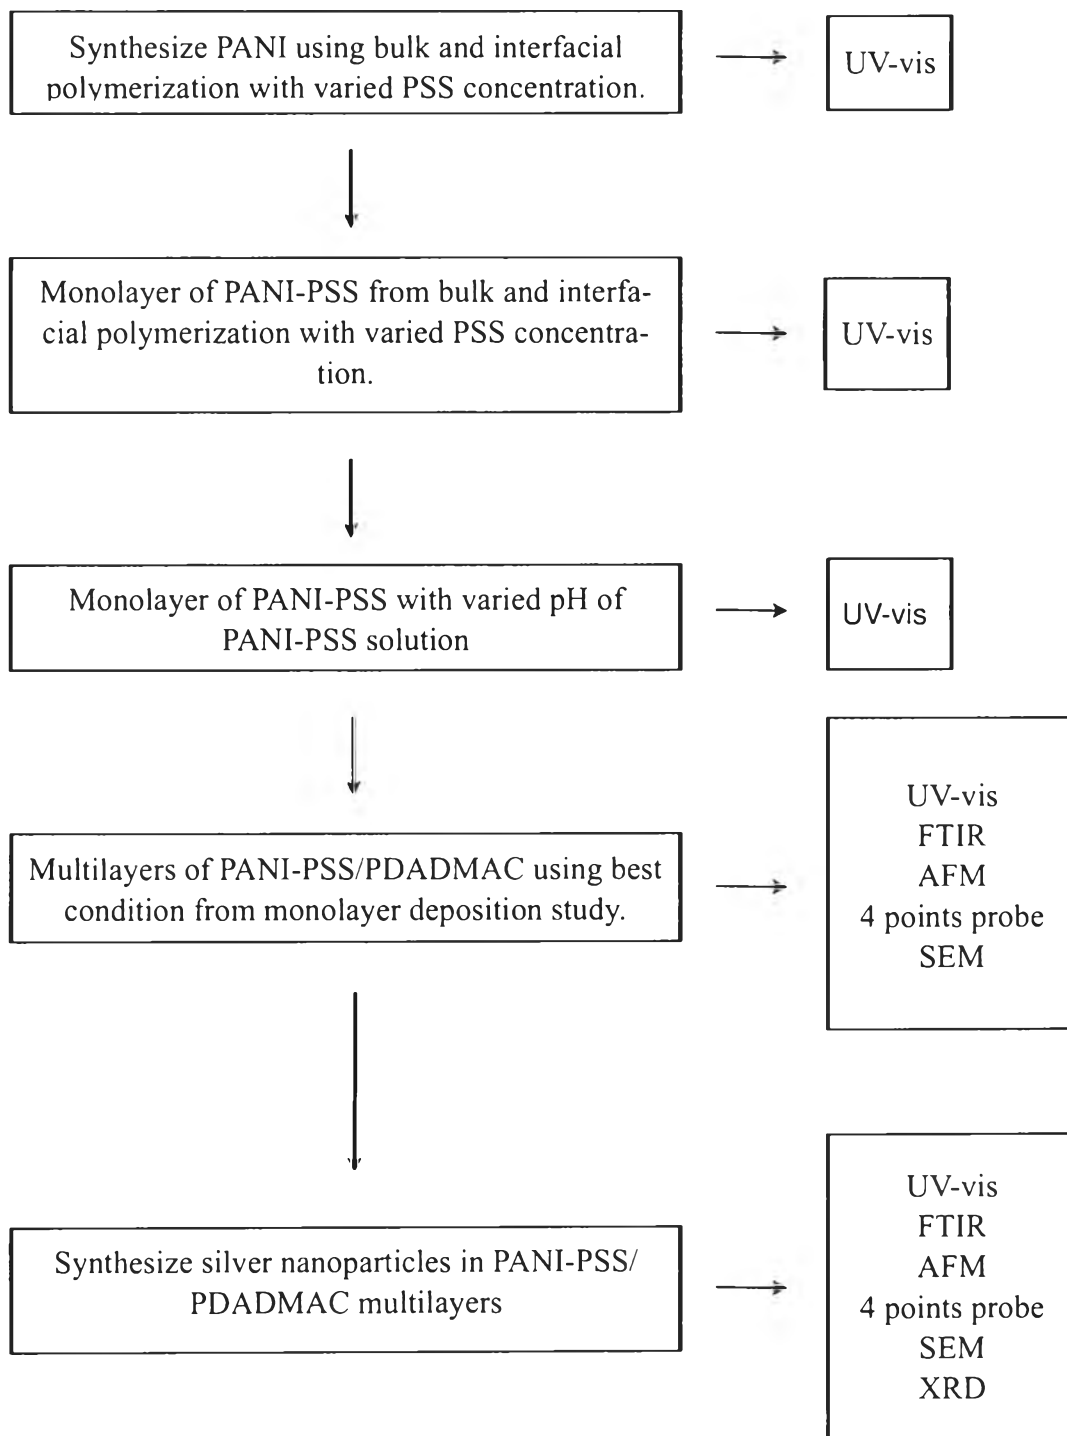 Synthesize PANI using bulk and interfacial
polymerization with varied PSS concentration.
UV-vis
Monolayer of PANI-PSS from bulk and interfa-
cial polymerization with varied PSS concentra-
tion.
UV-vis
Monolayer of PANI-PSS with varied pH of
PANI-PSS solution
UV-vis
Multilayers of PANI-PSS/PDADMAC using best
condition from monolayer deposition study.
UV-vis
FTIR
AFM
4 points probe
SEM
Synthesize silver nanoparticles in PANI-PSS/
PDADMAC multilayers
UV-vis
FTIR
AFM
4 points probe
SEM
XRD